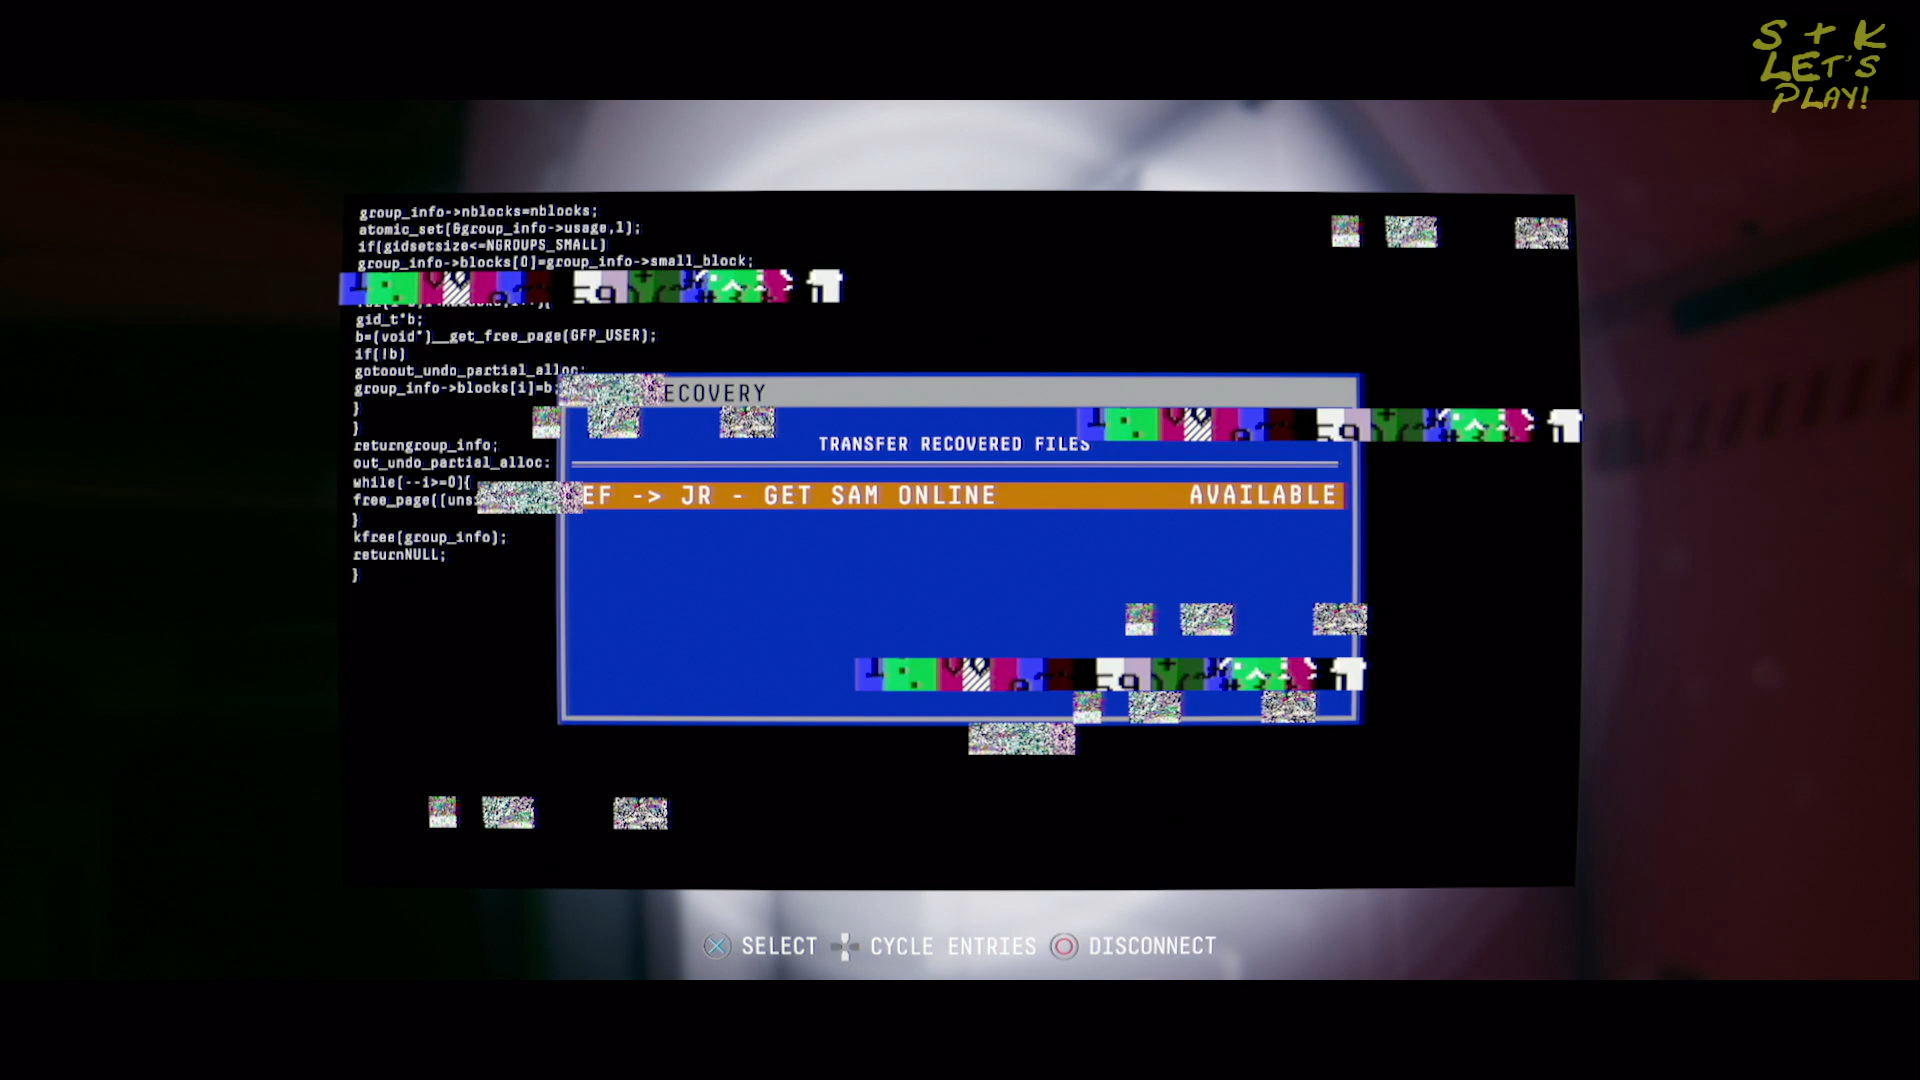 S + K
LET'S
PLAY!
group_info->nblocks=nblocks;
atomic_set[&group_info->usage,1];
if[gidsetsize<=NGROUPS_SMALL]
group_info->blocks[0]=group_info->small_block;
gid_t*b;
b=(void*)__get_free_page(GFP_USER);
if(!b)
gotoout_undo_partial_alloc;
group_info->blocks[i]=b;
}
}
returngroup_info;
out_undo_partial_alloc:
while[--i>=0]{
free_page[[uns
}
kfree[group_info];
returnNULL;
}
ECOVERY
TRANSFER RECOVERED FILES
EF -> JR - GET SAM ONLINE AVAILABLE
SELECT CYCLE ENTRIES DISCONNECT